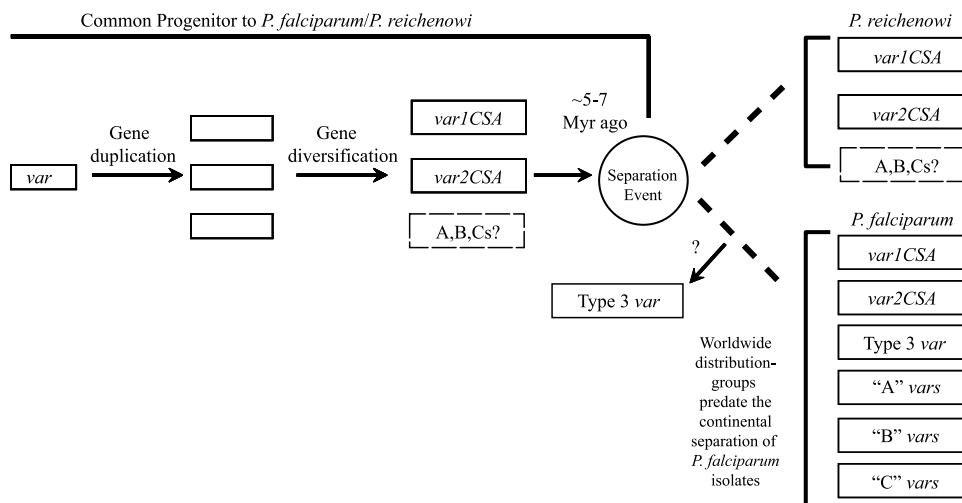 Common Progenitor to P. falciparum/P. reichenowi
var
Gene
duplication
Gene
diversification
var1CSA
var2CSA
A,B,Cs?
~5-7
Myr ago
Separation
Event
?
Type 3 var
Worldwide
distribution-
groups
predate the
continental
separation of
P. falciparum
isolates
P. reichenowi
var1CSA
var2CSA
A,B,Cs?
P. falciparum
var1CSA
var2CSA
Type 3 var
“A” vars
“B” vars
“C” vars